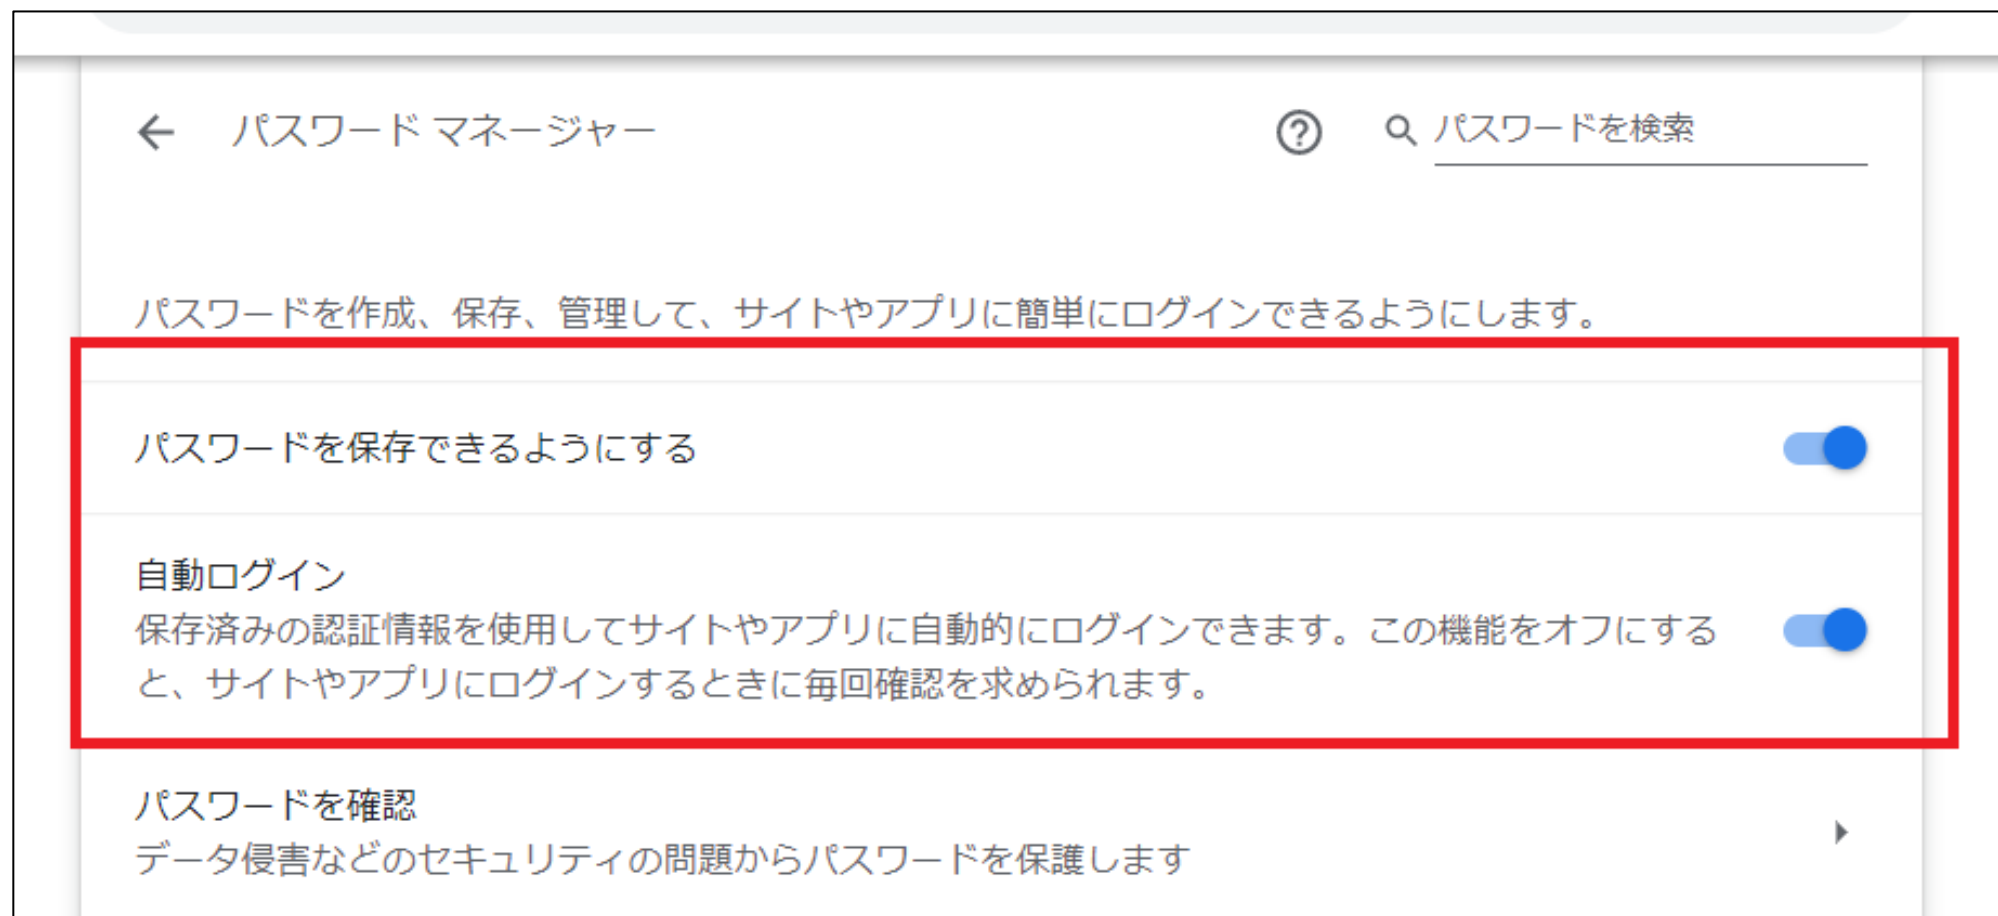 パスワード マネージャー
パスワードを検索
パスワードを作成、保存、管理して、サイトやアプリに簡単にログインできるようにします。
パスワードを保存できるようにする
自動ログイン
保存済みの認証情報を使用してサイトやアプリに自動的にログインできます。この機能をオフにする
と、サイトやアプリにログインするときに毎回確認を求められます。
パスワードを確認
データ侵害などのセキュリティの問題からパスワードを保護します